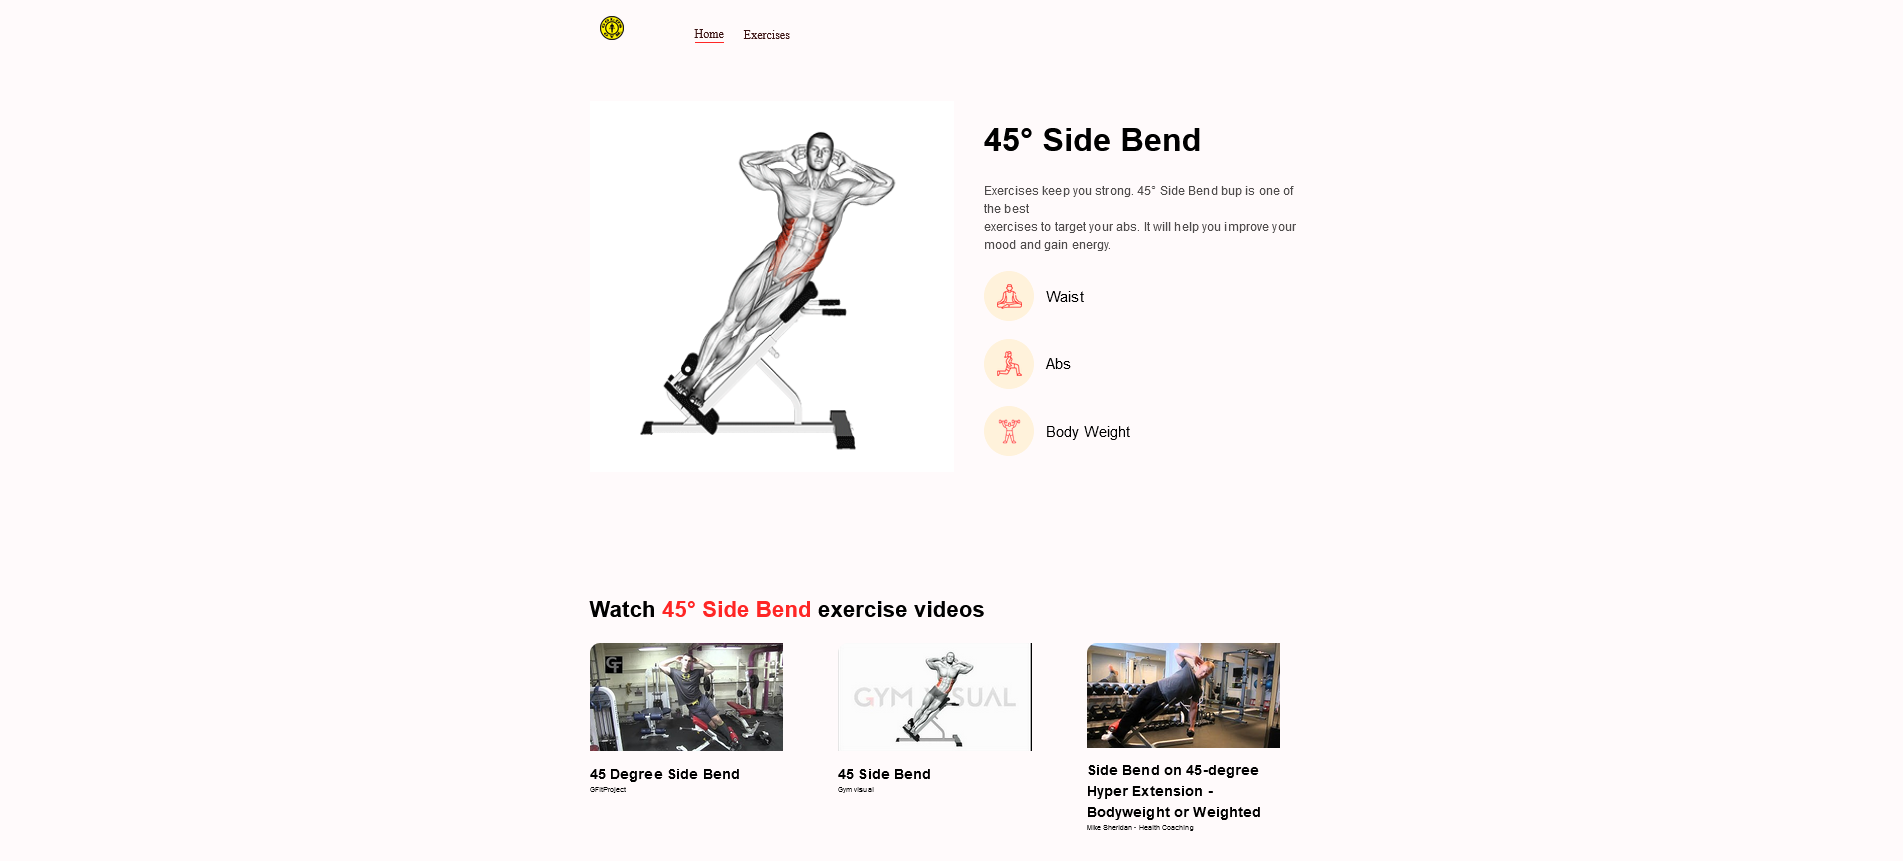 Home
Exercises
45° Side Bend
Exercises keep you strong. 45° Side Bend bup is one of
the best
exercises to target your abs. It will help you improve your
mood and gain energy.
Waist
Abs
Body Weight
Watch 45° Side Bend exercise videos
GF
GYM VISUAL
45 Degree Side Bend
GFitProject
45 Side Bend
Gym visual
Side Bend on 45-degree
Hyper Extension -
Bodyweight or Weighted
Mike Sheridan - Health Coaching